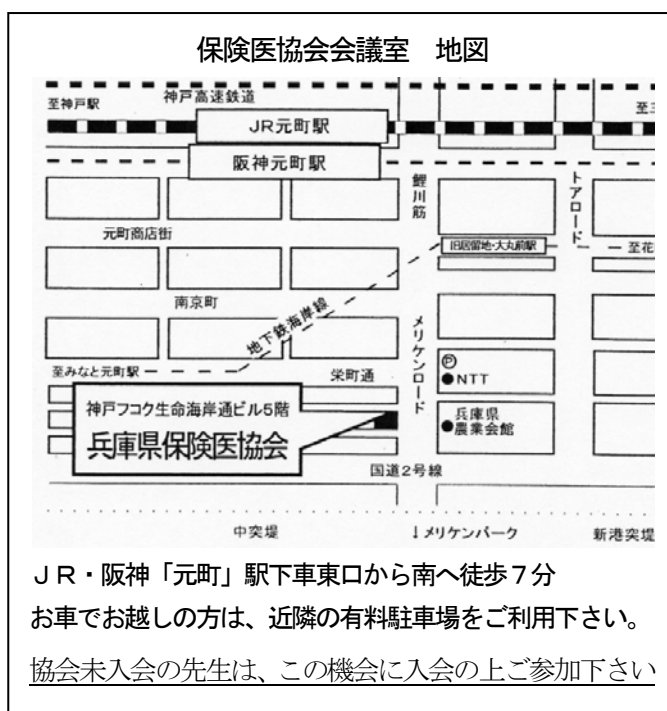 保険医協会会議室　地図
至神戸駅
神戸高速鉄道
至三
JR元町駅
阪神元町駅
鯉川筋
トアロード
元町商店街
旧居留地・大丸前駅
至花
南京町
地下鉄海岸線
メリケンロード
至みなと元町駅
栄町通
Ⓟ
●NTT
神戸フコク生命海岸通ビル5階
兵庫県保険医協会
●兵庫県
農業会館
国道2号線
中突堤
↓メリケンパーク
新港突堤
ＪＲ・阪神「元町」駅下車東口から南へ徒歩７分
お車でお越しの方は、近隣の有料駐車場をご利用下さい。
協会未入会の先生は、この機会に入会の上ご参加下さい